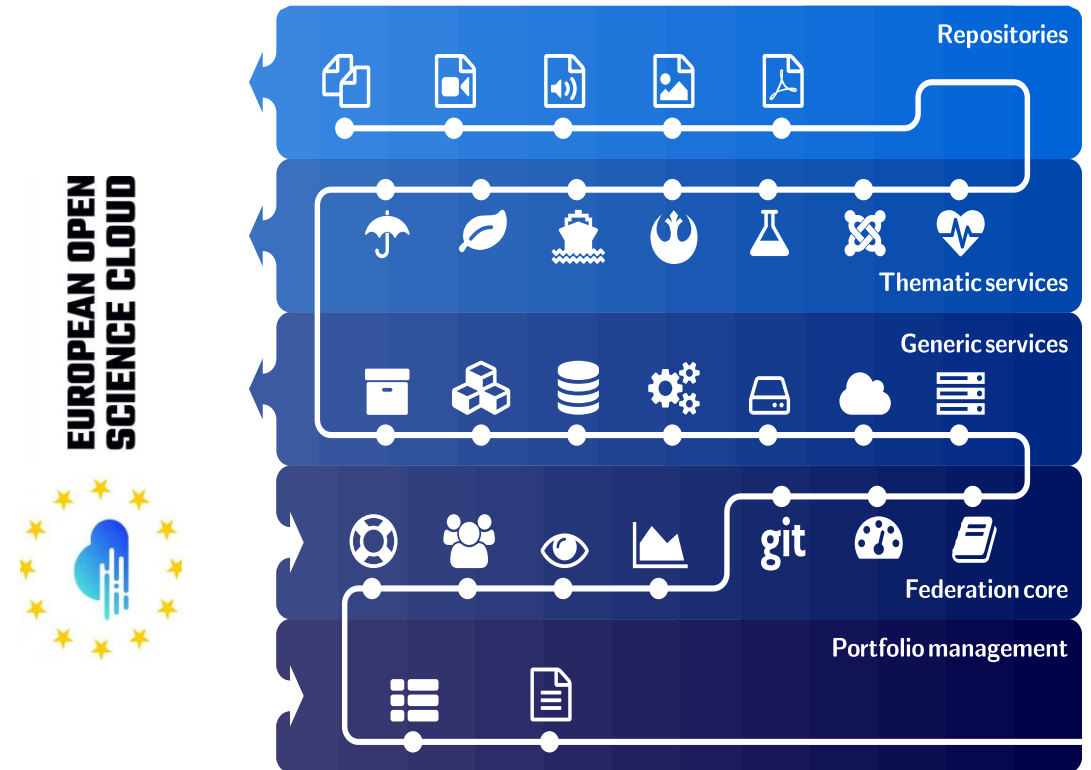 EUROPEAN OPEN
SCIENCE CLOUD
Repositories
Thematic services
Generic services
git
Federation core
Portfolio management